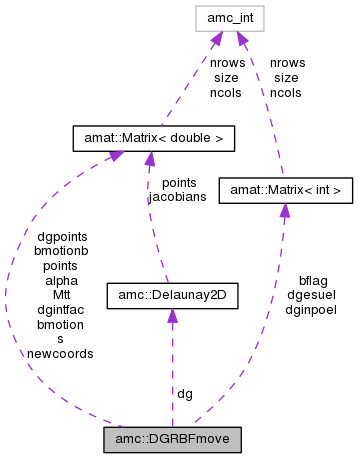 amc_int
nrows
size
ncols
nrows
size
ncols
amat::Matrix< double >
amat::Matrix< int >
points
jacobians
dgpoints
bmotionb
points
alpha
Mtt
dgintfac
bmotion
s
newcoords
bflag
dgesuel
dginpoel
amc::Delaunay2D
dg
amc::DGRBFmove